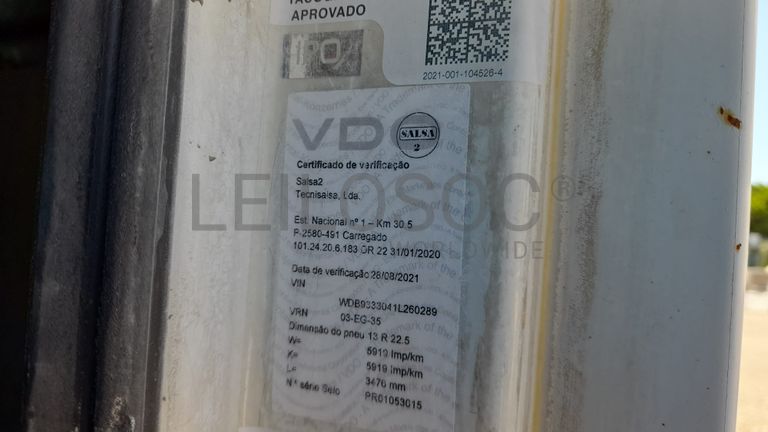 APROVADO
IPO
2021-001-104526-4
VDO
SALSA
2
Certificado de verificação
Salsa2
Tecnisalsa, Lda.
Est. Nacional nº 1 – Km 30.5
P-2580-491 Carregado
101.24.20.6.183 OR 22 31/01/2020
Data de verificação 28/08/2021
VIN
WDB9333041L260289
VRN 03-EG-35
Dimensão do pneu 13 R 22.5
W= 5919 Imp/km
K= 5919 Imp/km
L= 3470 mm
N.º série Selo PR01053015
LEILOSOC®
WORLDWIDE